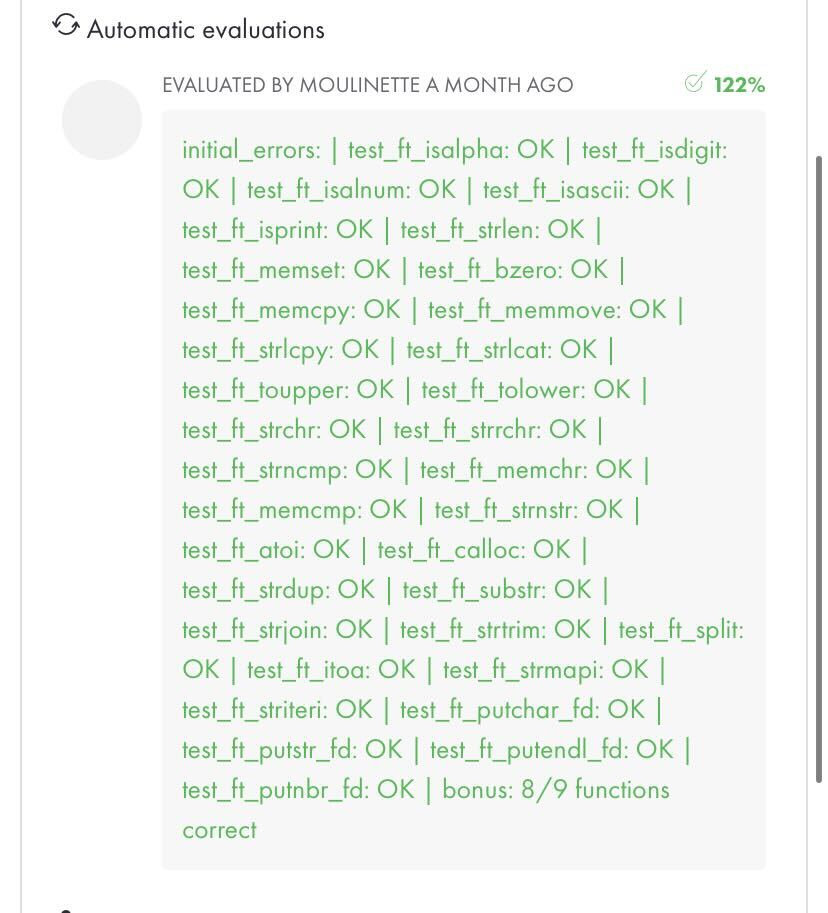 Automatic evaluations
EVALUATED BY MOULINETTE A MONTH AGO 122%
initial_errors: | test_ft_isalpha: OK | test_ft_isdigit:
OK | test_ft_isalnum: OK | test_ft_isascii: OK |
test_ft_isprint: OK | test_ft_strlen: OK |
test_ft_memset: OK | test_ft_bzero: OK |
test_ft_memcpy: OK | test_ft_memmove: OK |
test_ft_strlcpy: OK | test_ft_strlcat: OK |
test_ft_toupper: OK | test_ft_tolower: OK |
test_ft_strchr: OK | test_ft_strrchr: OK |
test_ft_strncmp: OK | test_ft_memchr: OK |
test_ft_memcmp: OK | test_ft_strnstr: OK |
test_ft_atoi: OK | test_ft_calloc: OK |
test_ft_strdup: OK | test_ft_substr: OK |
test_ft_strjoin: OK | test_ft_strtrim: OK | test_ft_split:
OK | test_ft_itoa: OK | test_ft_strmapi: OK |
test_ft_striteri: OK | test_ft_putchar_fd: OK |
test_ft_putstr_fd: OK | test_ft_putendl_fd: OK |
test_ft_putnbr_fd: OK | bonus: 8/9 functions
correct